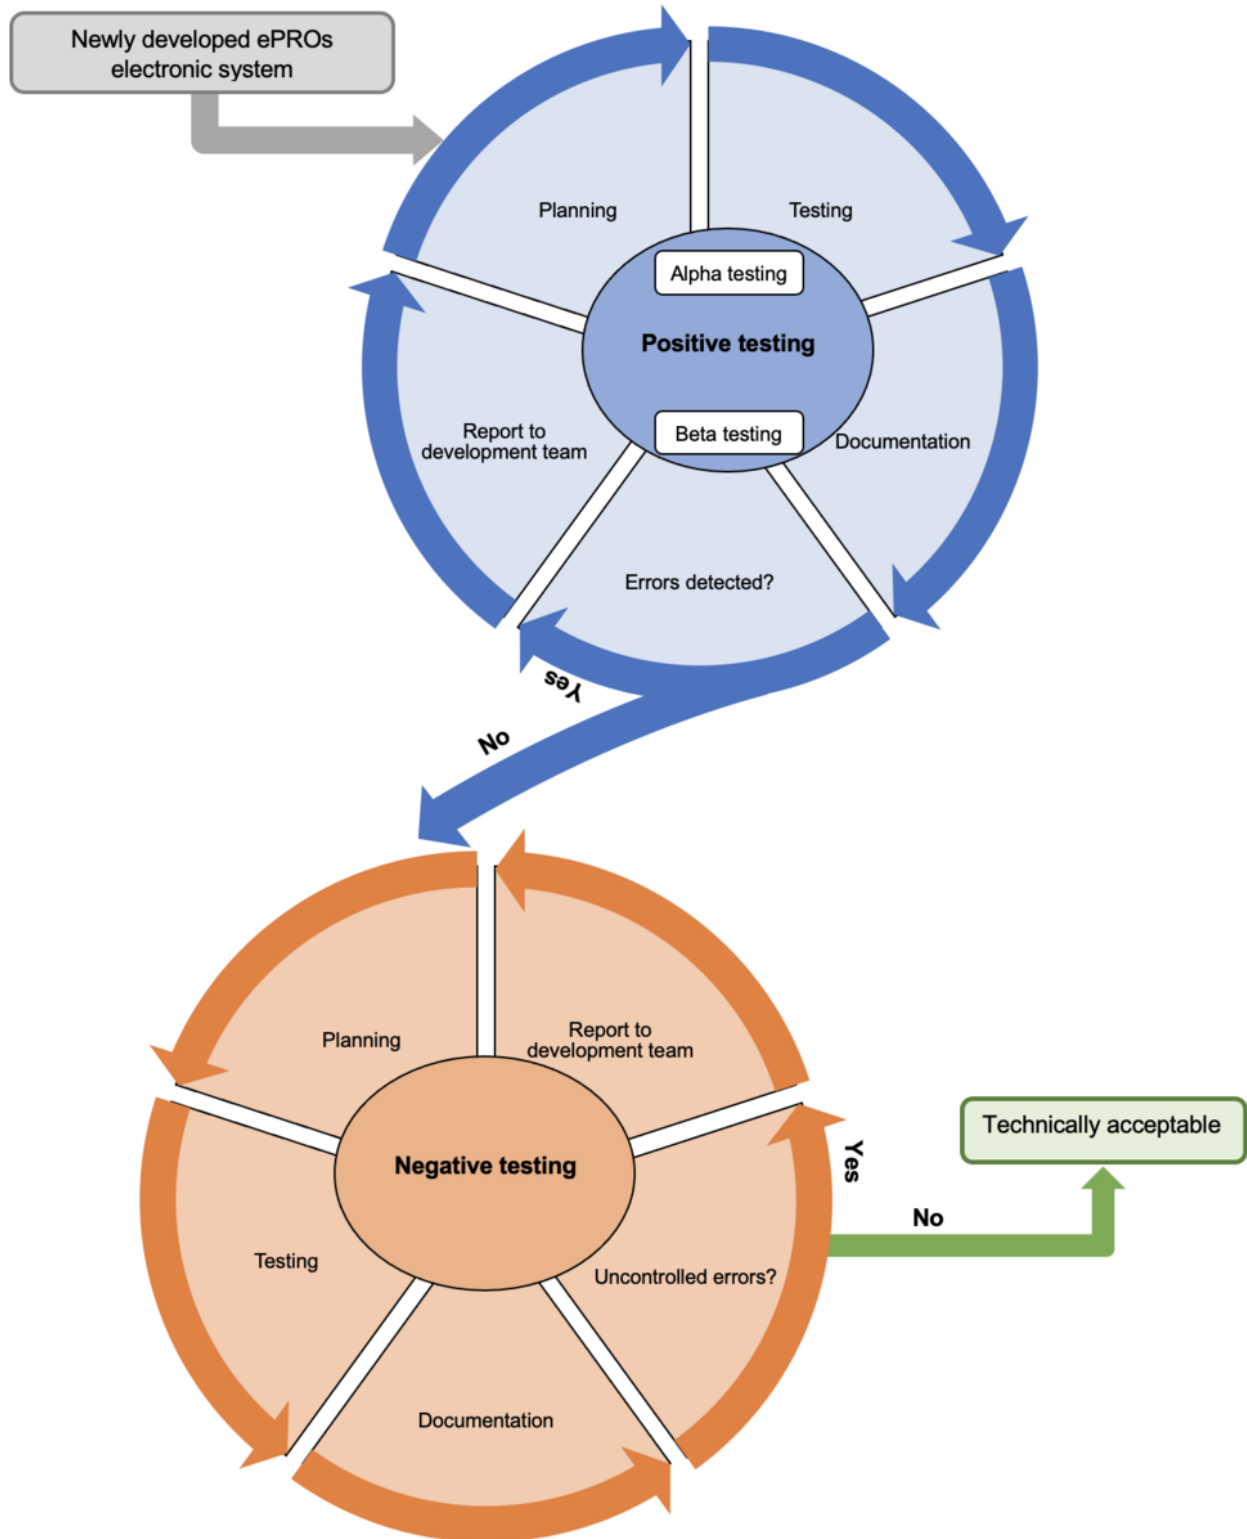 Newly developed ePROs
electronic system
Planning
Testing
Alpha testing
Positive testing
Beta testing
Report to
development team
Documentation
Errors detected?
Yes
No
Planning
Report to
development team
Negative testing
Technically acceptable
Yes
No
Testing
Uncontrolled errors?
Documentation